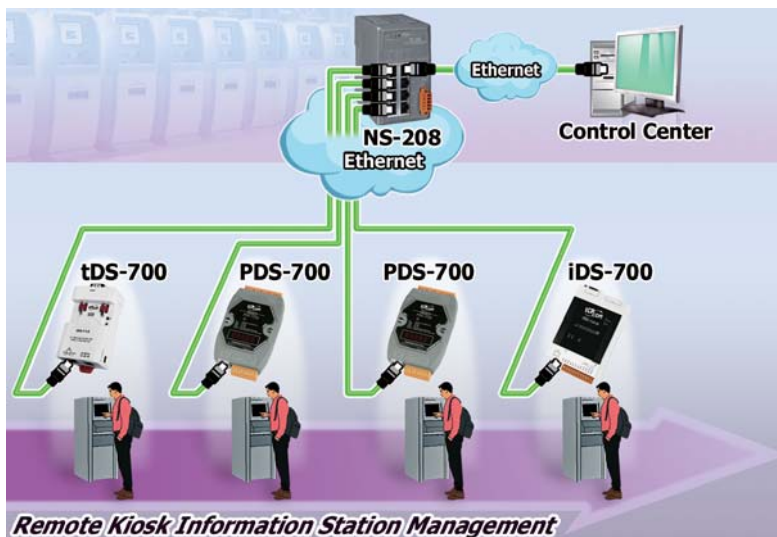 Ethernet
Control Center
NS-208
Ethernet
tDS-700
PDS-700
PDS-700
iDS-700
Remote Kiosk Information Station Management